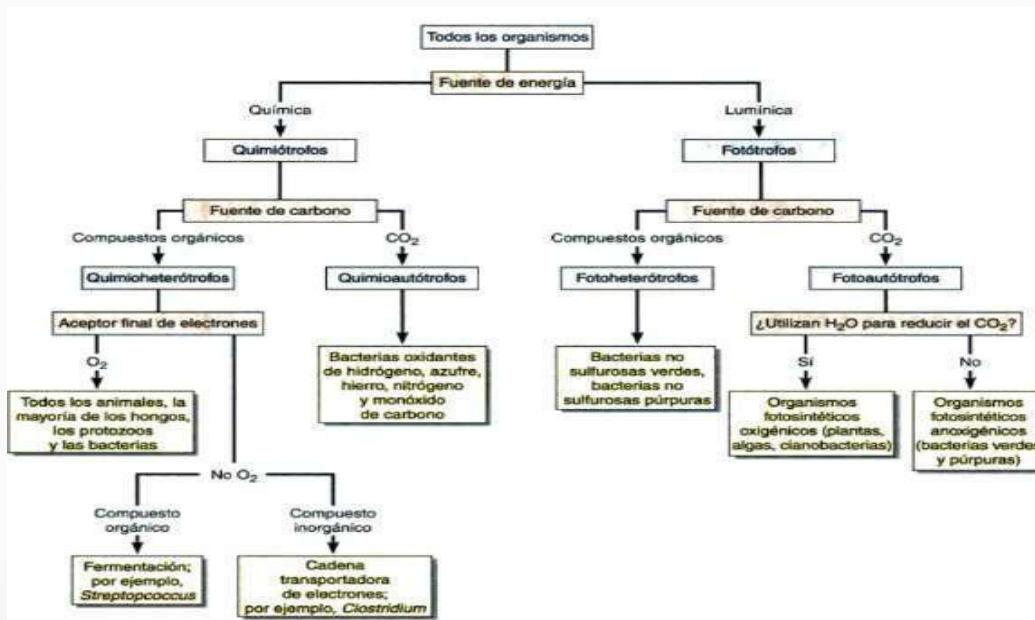 Todos los organismos
Fuente de energía
Química
Lumínica
Quimiótrofos
Fotótrofos
Fuente de carbono
Fuente de carbono
Compuestos orgánicos
CO2
Compuestos orgánicos
CO2
Quimioheterótrofos
Quimioautótrofos
Fotoheterótrofos
Fotoautótrofos
Aceptor final de electrones
¿Utilizan H2O para reducir el CO2?
O2
Sí
No
Todos los animales, la
mayoría de los hongos,
los protozoos
y las bacterias
Bacterias oxidantes
de hidrógeno, azufre,
hierro, nitrógeno
y monóxido
de carbono
Bacterias no
sulfurosas verdes,
bacterias no
sulfurosas púrpuras
Organismos
fotosintéticos
oxigénicos (plantas,
algas, cianobacterias)
Organismos
fotosintéticos
anoxigénicos
(bacterias verdes
y púrpuras)
No O2
Compuesto
orgánico
Compuesto
inorgánico
Fermentación;
por ejemplo,
Streptopcoccus
Cadena
transportadora
de electrones;
por ejemplo, Clostridium